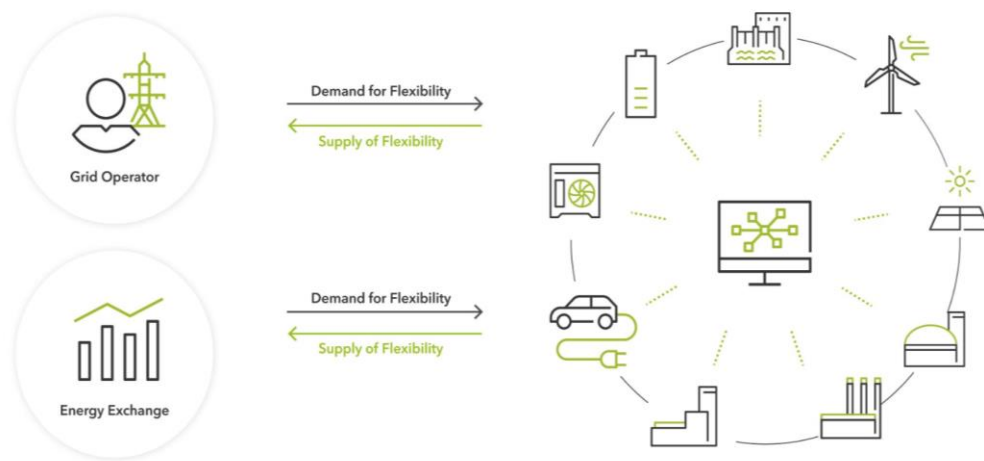 Demand for Flexibility
Supply of Flexibility
Grid Operator
Demand for Flexibility
Supply of Flexibility
Energy Exchange